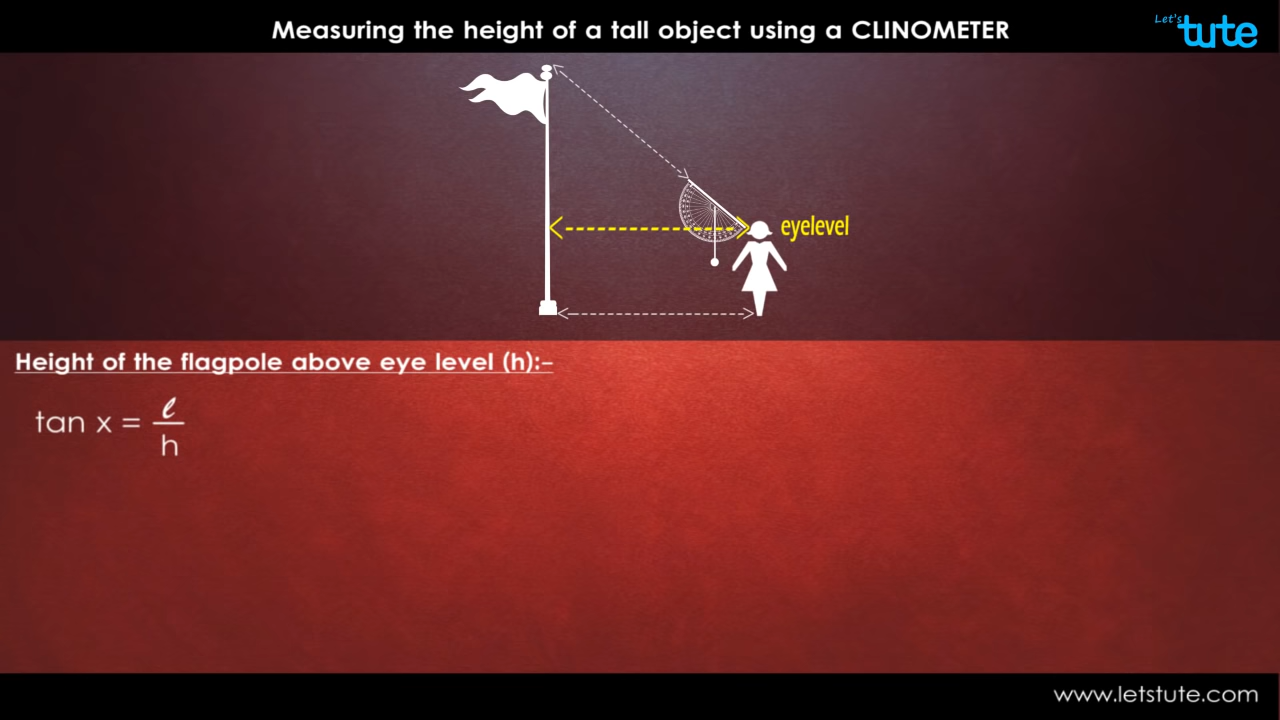 Measuring the height of a tall object using a CLINOMETER
Let's
tute
eyelevel
Height of the flagpole above eye level (h):-
tan x = ℓ
h
www.letstute.com